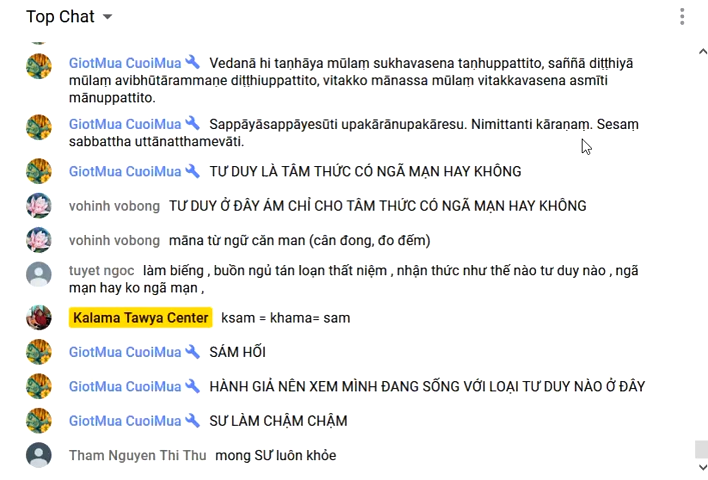 Top Chat
GiotMua CuoiMua Vedanā hi taṇhāya mūlaṃ sukhavasena taṇhuppattito, saññā diṭṭhiyā
mūlaṃ avibhūtārammaṇe diṭṭhiuppattito, vitakko mānassa mūlaṃ vitakkavasena asmīti
mānuppattito.
GiotMua CuoiMua Sappāyāsappāyesūti upakārānupakāresu. Nimittanti kāraṇaṃ. Sesaṃ
sabbattha uttānatthamevāti.
GiotMua CuoiMua TƯ DUY LÀ TÂM THỨC CÓ NGÃ MẠN HAY KHÔNG
vohinh vobong TƯ DUY Ở ĐÂY ÁM CHỈ CHO TÂM THỨC CÓ NGÃ MẠN HAY KHÔNG
vohinh vobong māna từ ngữ căn man (cân đong, đo đếm)
tuyet ngoc làm biếng , buồn ngủ tán loạn thất niệm , nhận thức như thế nào tư duy nào , ngã
mạn hay ko ngã mạn ,
Kalama Tawya Center ksam = khama= sam
GiotMua CuoiMua SÁM HỐI
GiotMua CuoiMua HÀNH GIẢ NÊN XEM MÌNH ĐANG SỐNG VỚI LOẠI TƯ DUY NÀO Ở ĐÂY
GiotMua CuoiMua SƯ LÀM CHẬM CHẬM
Tham Nguyen Thi Thu mong SƯ luôn khỏe